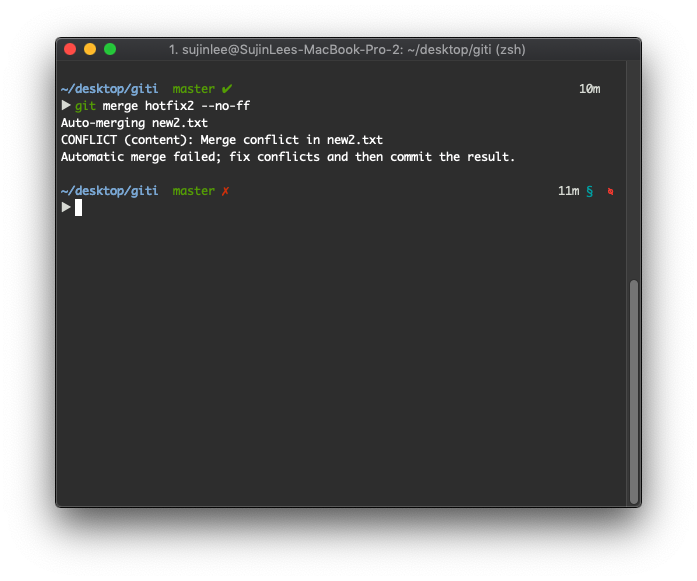 1. sujinlee@SujinLees-MacBook-Pro-2: ~/desktop/giti (zsh)
~/desktop/giti master ✔ 10m
▶ git merge hotfix2 --no-ff
Auto-merging new2.txt
CONFLICT (content): Merge conflict in new2.txt
Automatic merge failed; fix conflicts and then commit the result.
~/desktop/giti master ✗ 11m §
▶